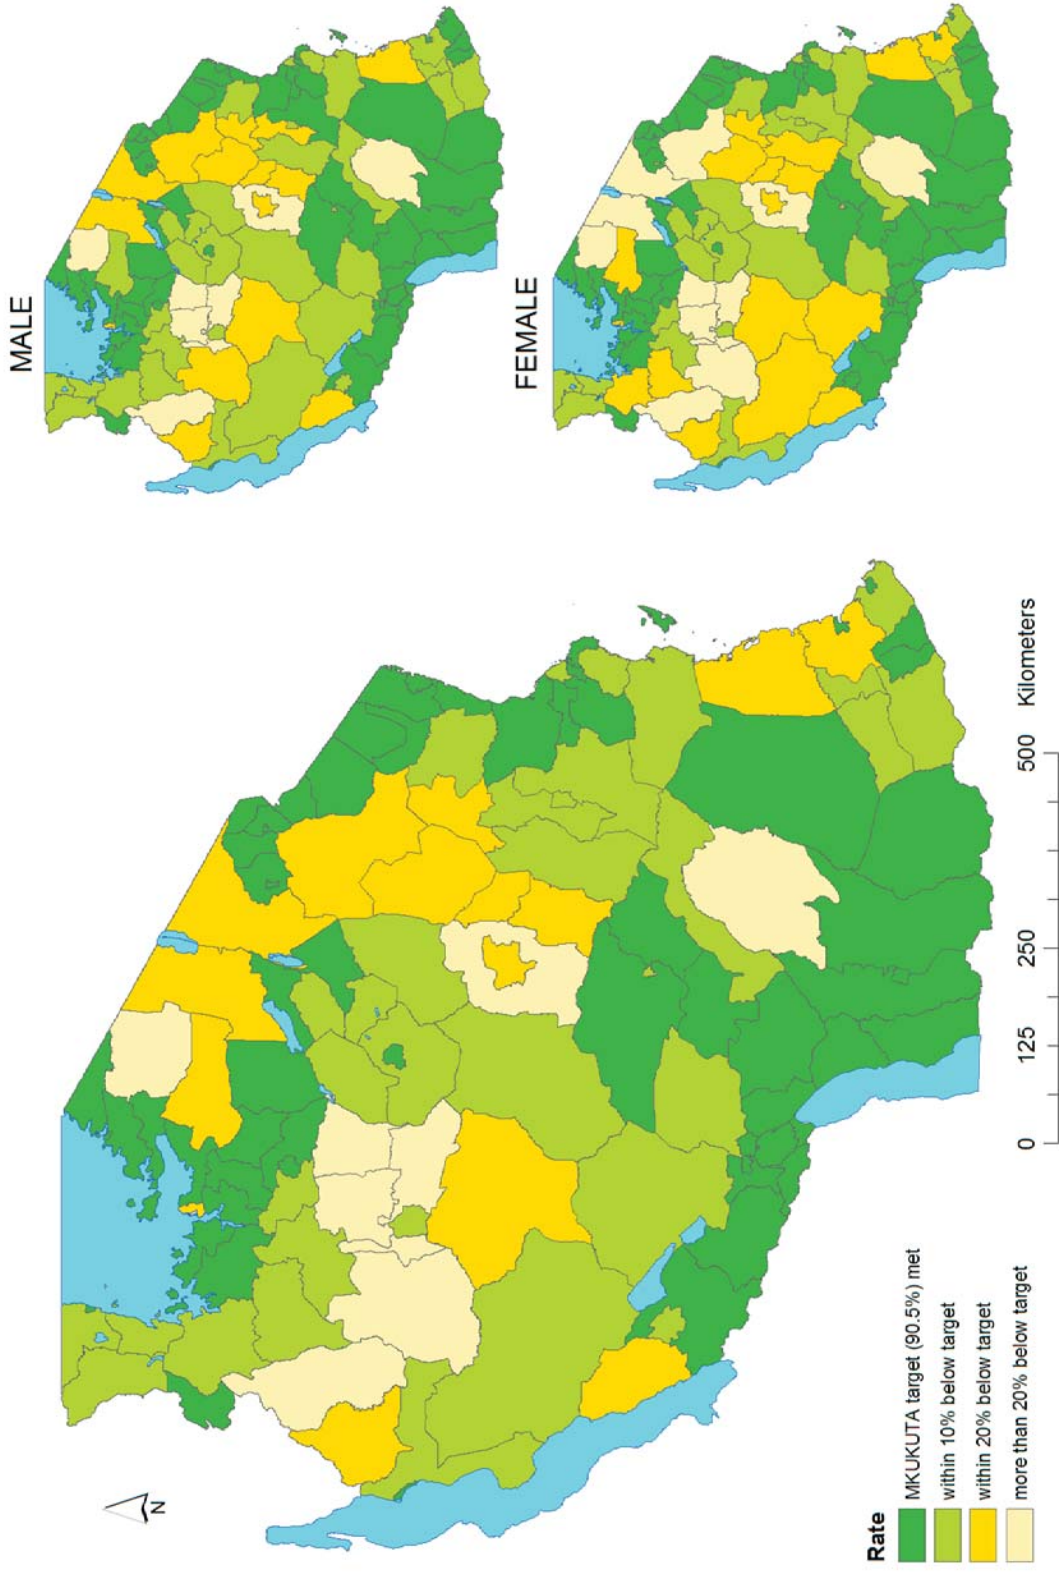 MALE
FEMALE
N
Rate
MKUKUTA target (90.5%) met
within 10% below target
within 20% below target
more than 20% below target
0 125 250 500 Kilometers